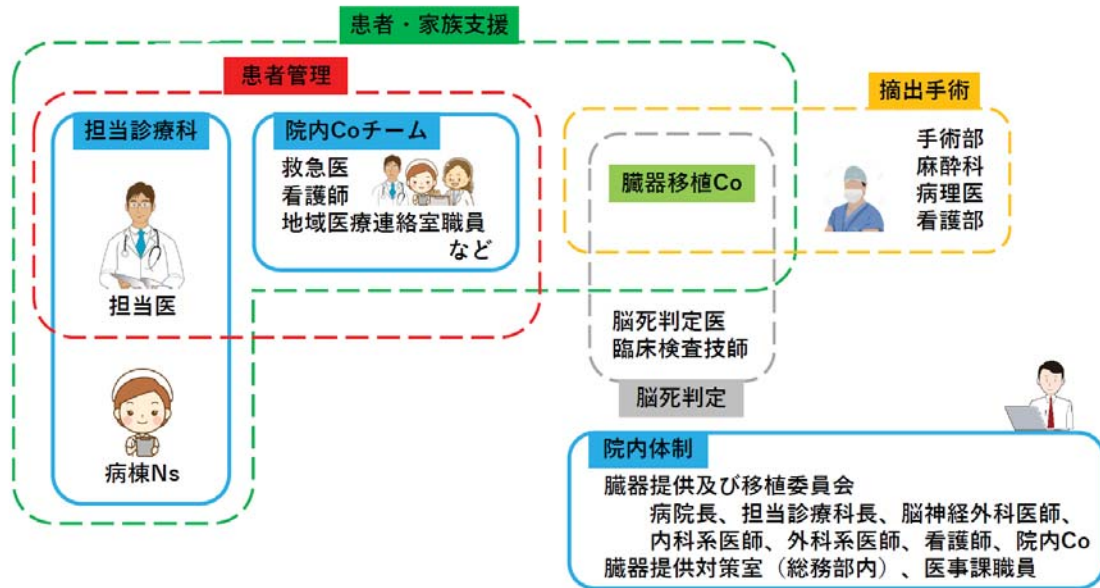 患者・家族支援
患者管理
摘出手術
担当診療科
院内Coチーム
救急医
看護師
地域医療連絡室職員
など
担当医
病棟Ns
臓器移植Co
手術部
麻酔科
病理医
看護部
脳死判定医
臨床検査技師
脳死判定
院内体制
臓器提供及び移植委員会
病院長、担当診療科長、脳神経外科医師、
内科系医師、外科系医師、看護師、院内Co
臓器提供対策室（総務部内）、医事課職員